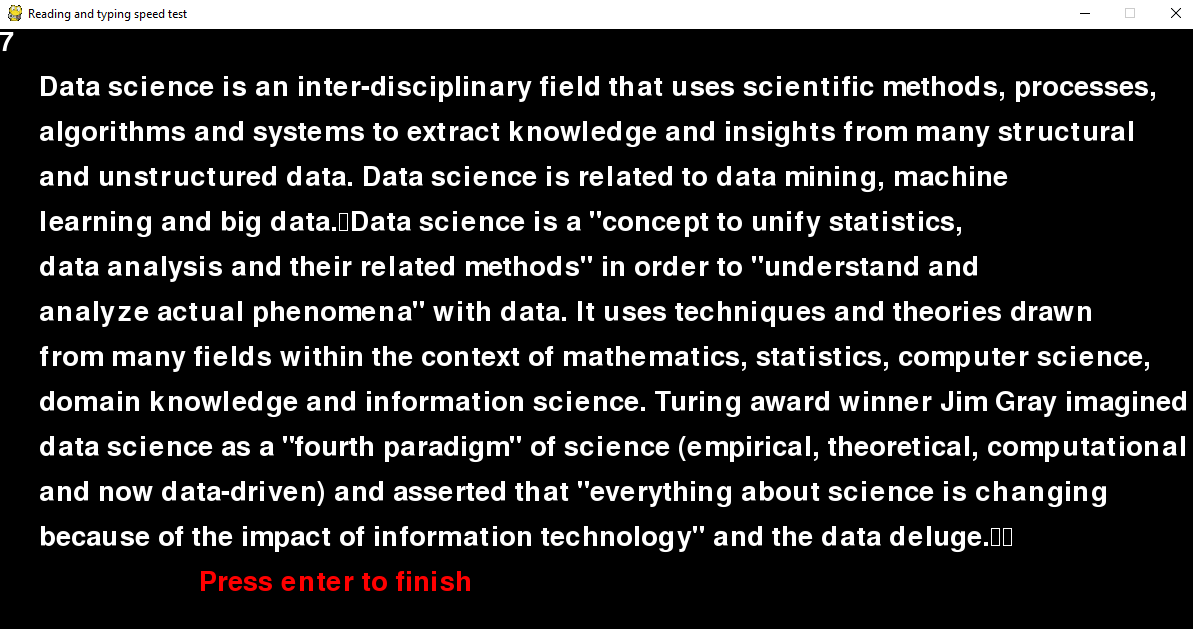 Reading and typing speed test
7
Data science is an inter-disciplinary field that uses scientific methods, processes,
algorithms and systems to extract knowledge and insights from many structural
and unstructured data. Data science is related to data mining, machine
learning and big data.▯Data science is a "concept to unify statistics,
data analysis and their related methods" in order to "understand and
analyze actual phenomena" with data. It uses techniques and theories drawn
from many fields within the context of mathematics, statistics, computer science,
domain knowledge and information science. Turing award winner Jim Gray imagined
data science as a "fourth paradigm" of science (empirical, theoretical, computational
and now data-driven) and asserted that "everything about science is changing
because of the impact of information technology" and the data deluge.▯▯
Press enter to finish